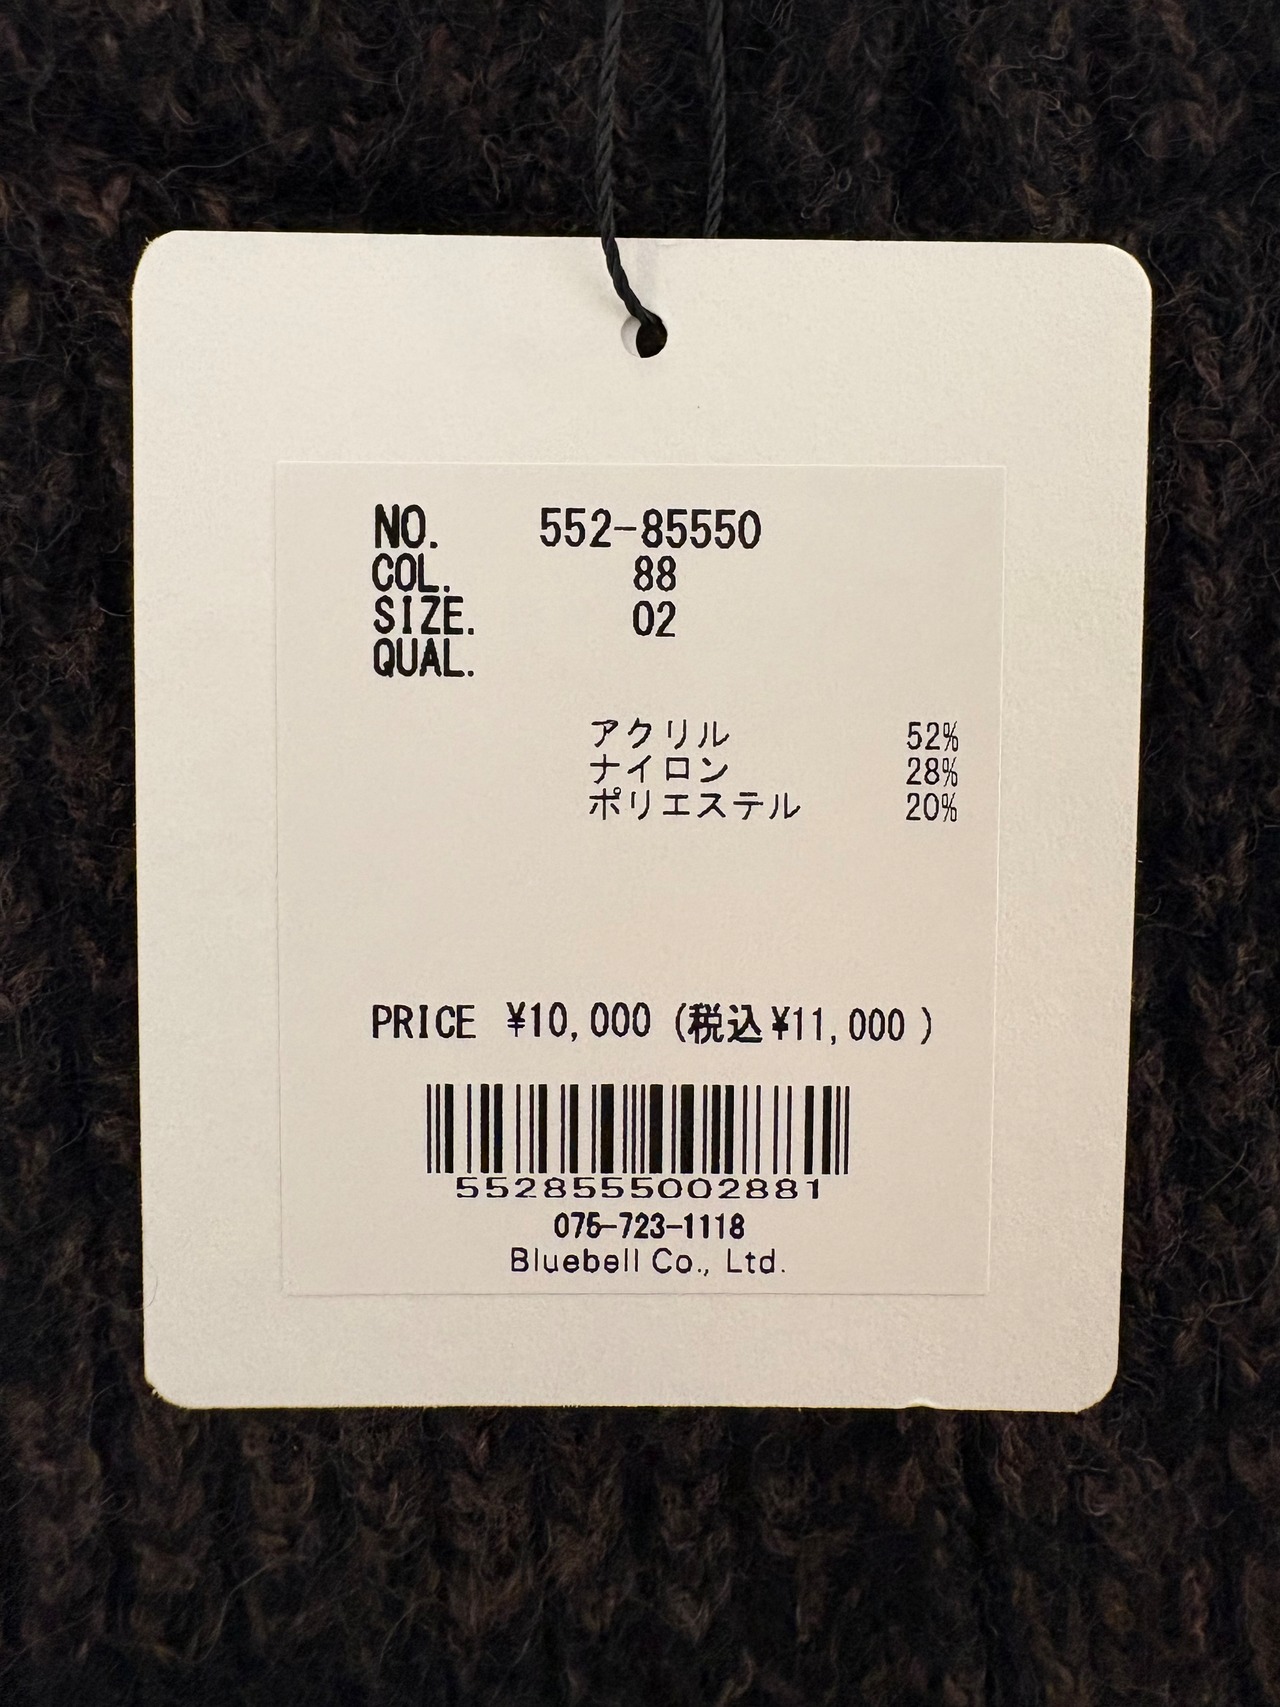 NO. 552-85550
COL. 88
SIZE. 02
QUAL.
アクリル 52%
ナイロン 28%
ポリエステル 20%
PRICE ¥10,000 (税込¥11,000 )
5528555002881
075-723-1118
Bluebell Co., Ltd.